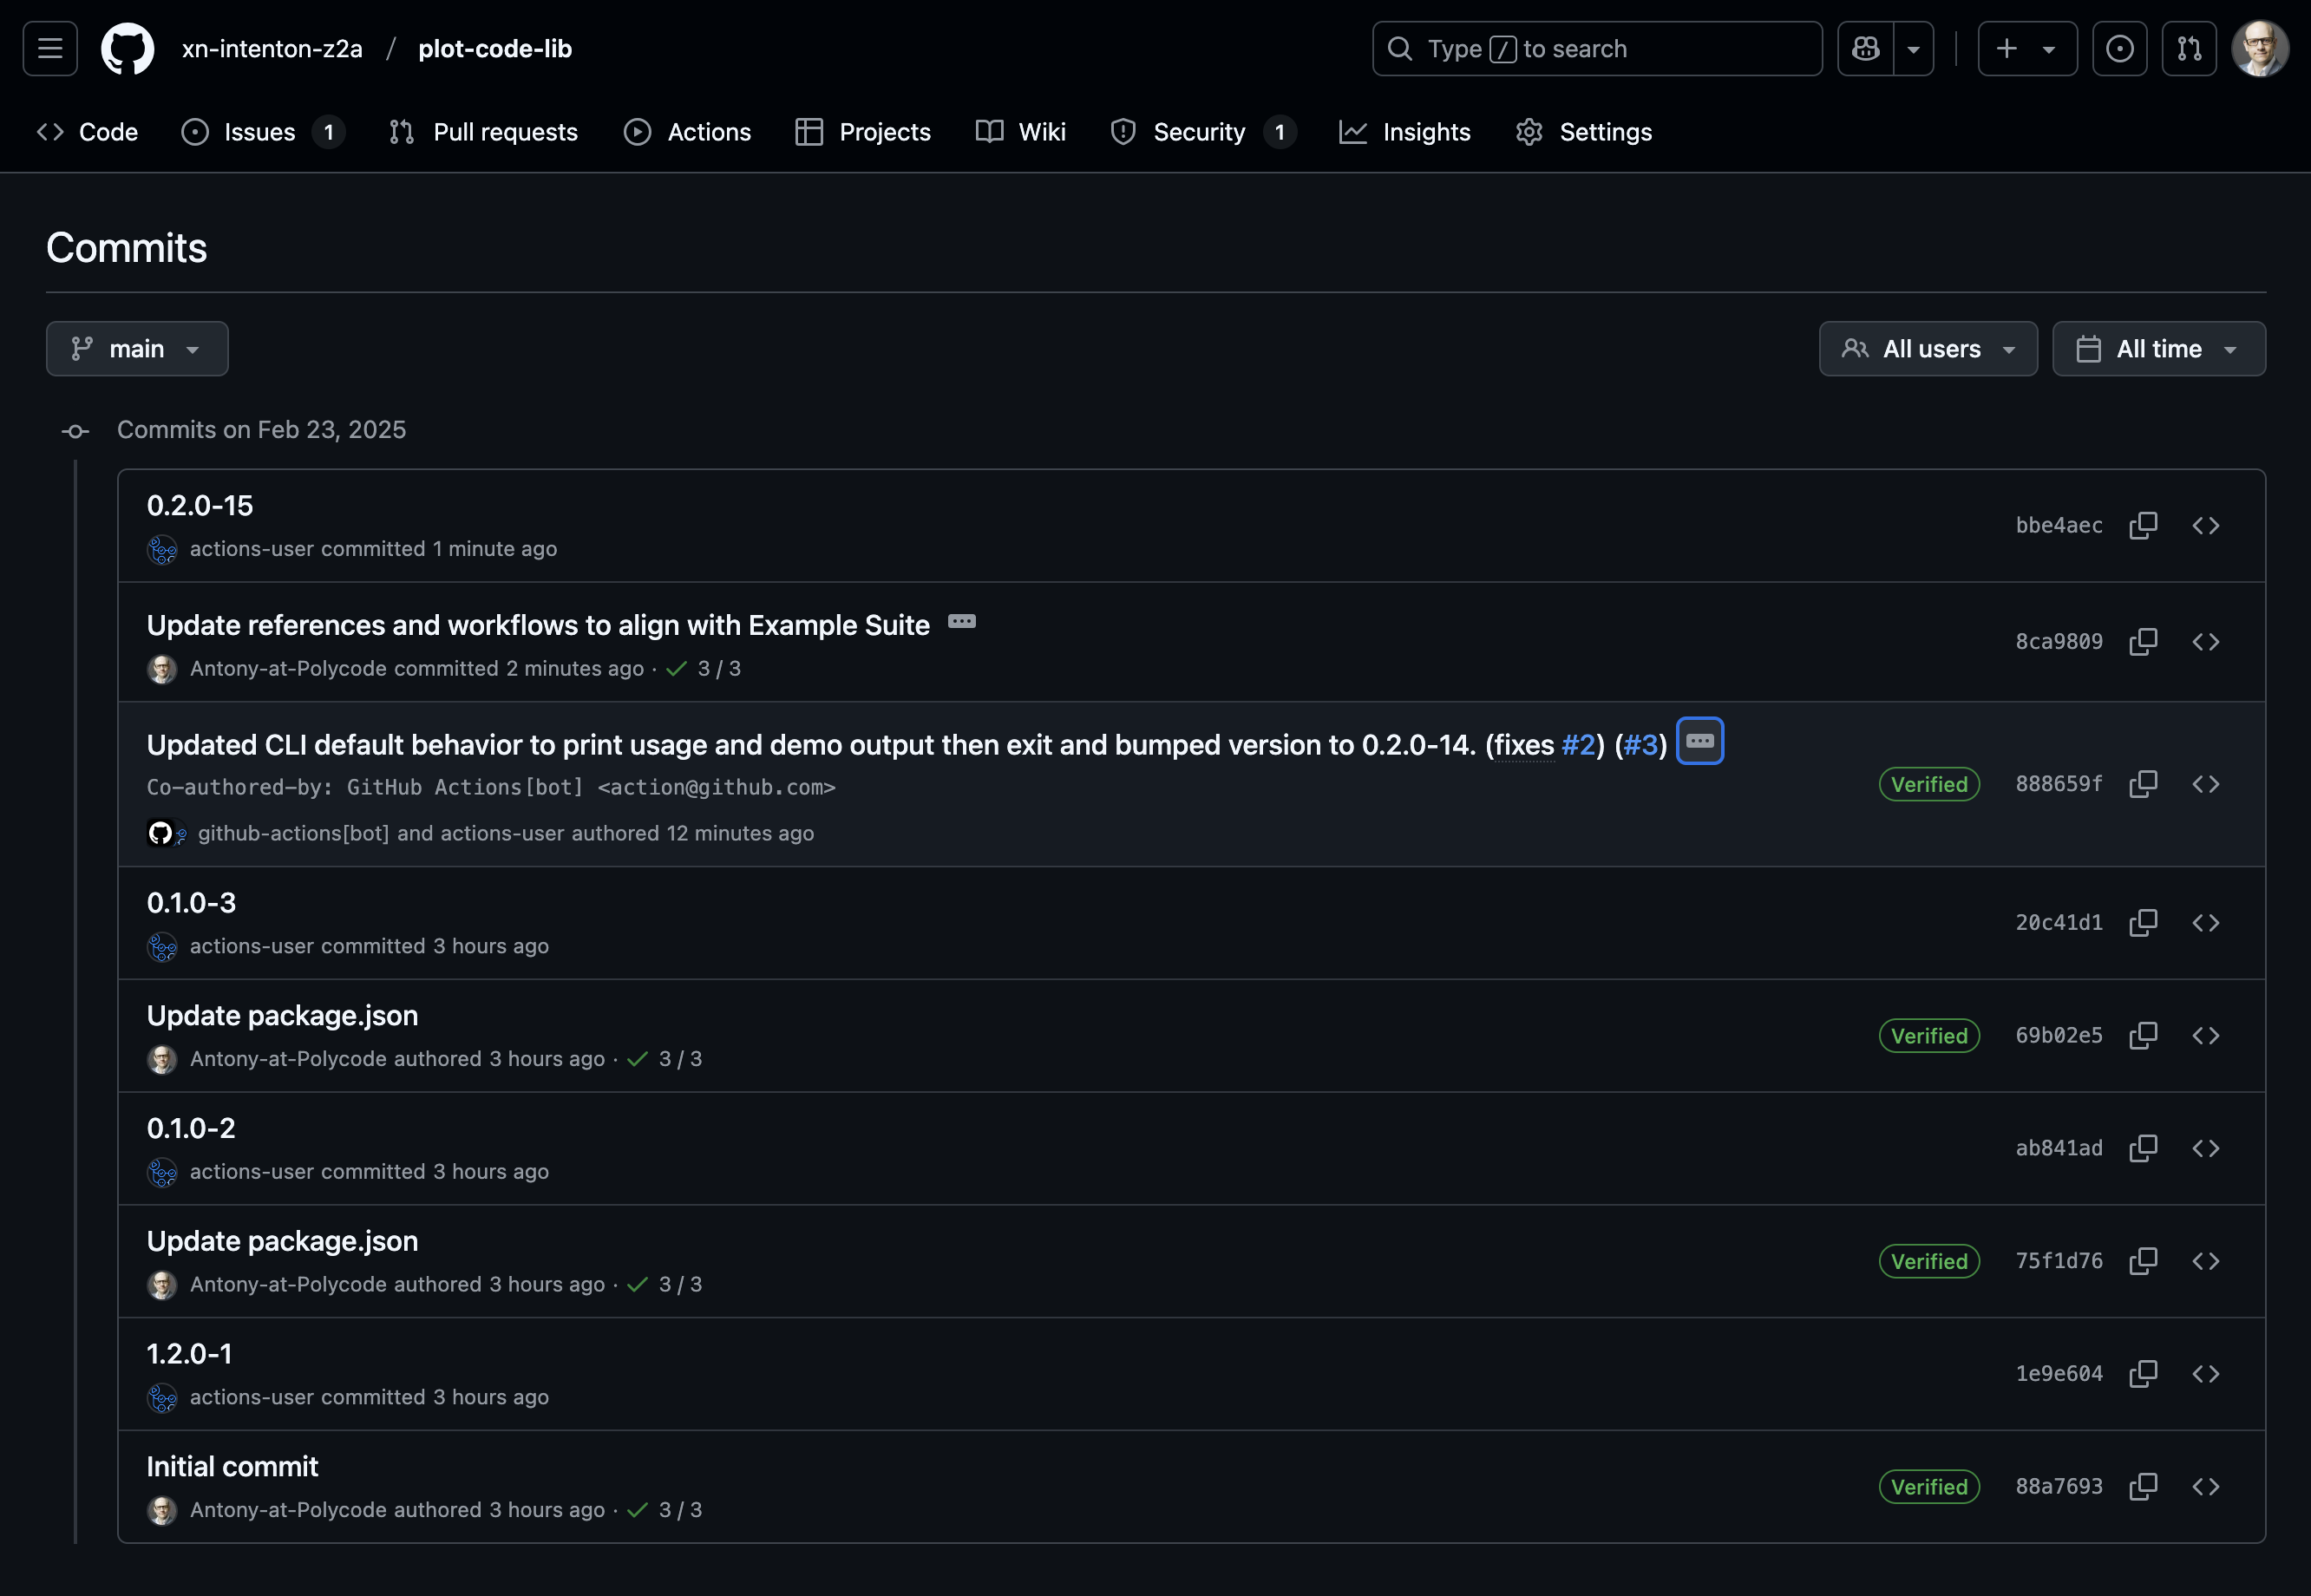 xn-intenton-z2a / plot-code-lib
Type / to search
Code
Issues 1
Pull requests
Actions
Projects
Wiki
Security 1
Insights
Settings
Commits
main
All users
All time
Commits on Feb 23, 2025
0.2.0-15
actions-user committed 1 minute ago
bbe4aec
Update references and workflows to align with Example Suite
Antony-at-Polycode committed 2 minutes ago · 3 / 3
8ca9809
Updated CLI default behavior to print usage and demo output then exit and bumped version to 0.2.0-14. (fixes #2) (#3)
Co-authored-by: GitHub Actions[bot] <action@github.com>
github-actions[bot] and actions-user authored 12 minutes ago
Verified
888659f
0.1.0-3
actions-user committed 3 hours ago
20c41d1
Update package.json
Antony-at-Polycode authored 3 hours ago · 3 / 3
Verified
69b02e5
0.1.0-2
actions-user committed 3 hours ago
ab841ad
Update package.json
Antony-at-Polycode authored 3 hours ago · 3 / 3
Verified
75f1d76
1.2.0-1
actions-user committed 3 hours ago
1e9e604
Initial commit
Antony-at-Polycode authored 3 hours ago · 3 / 3
Verified
88a7693